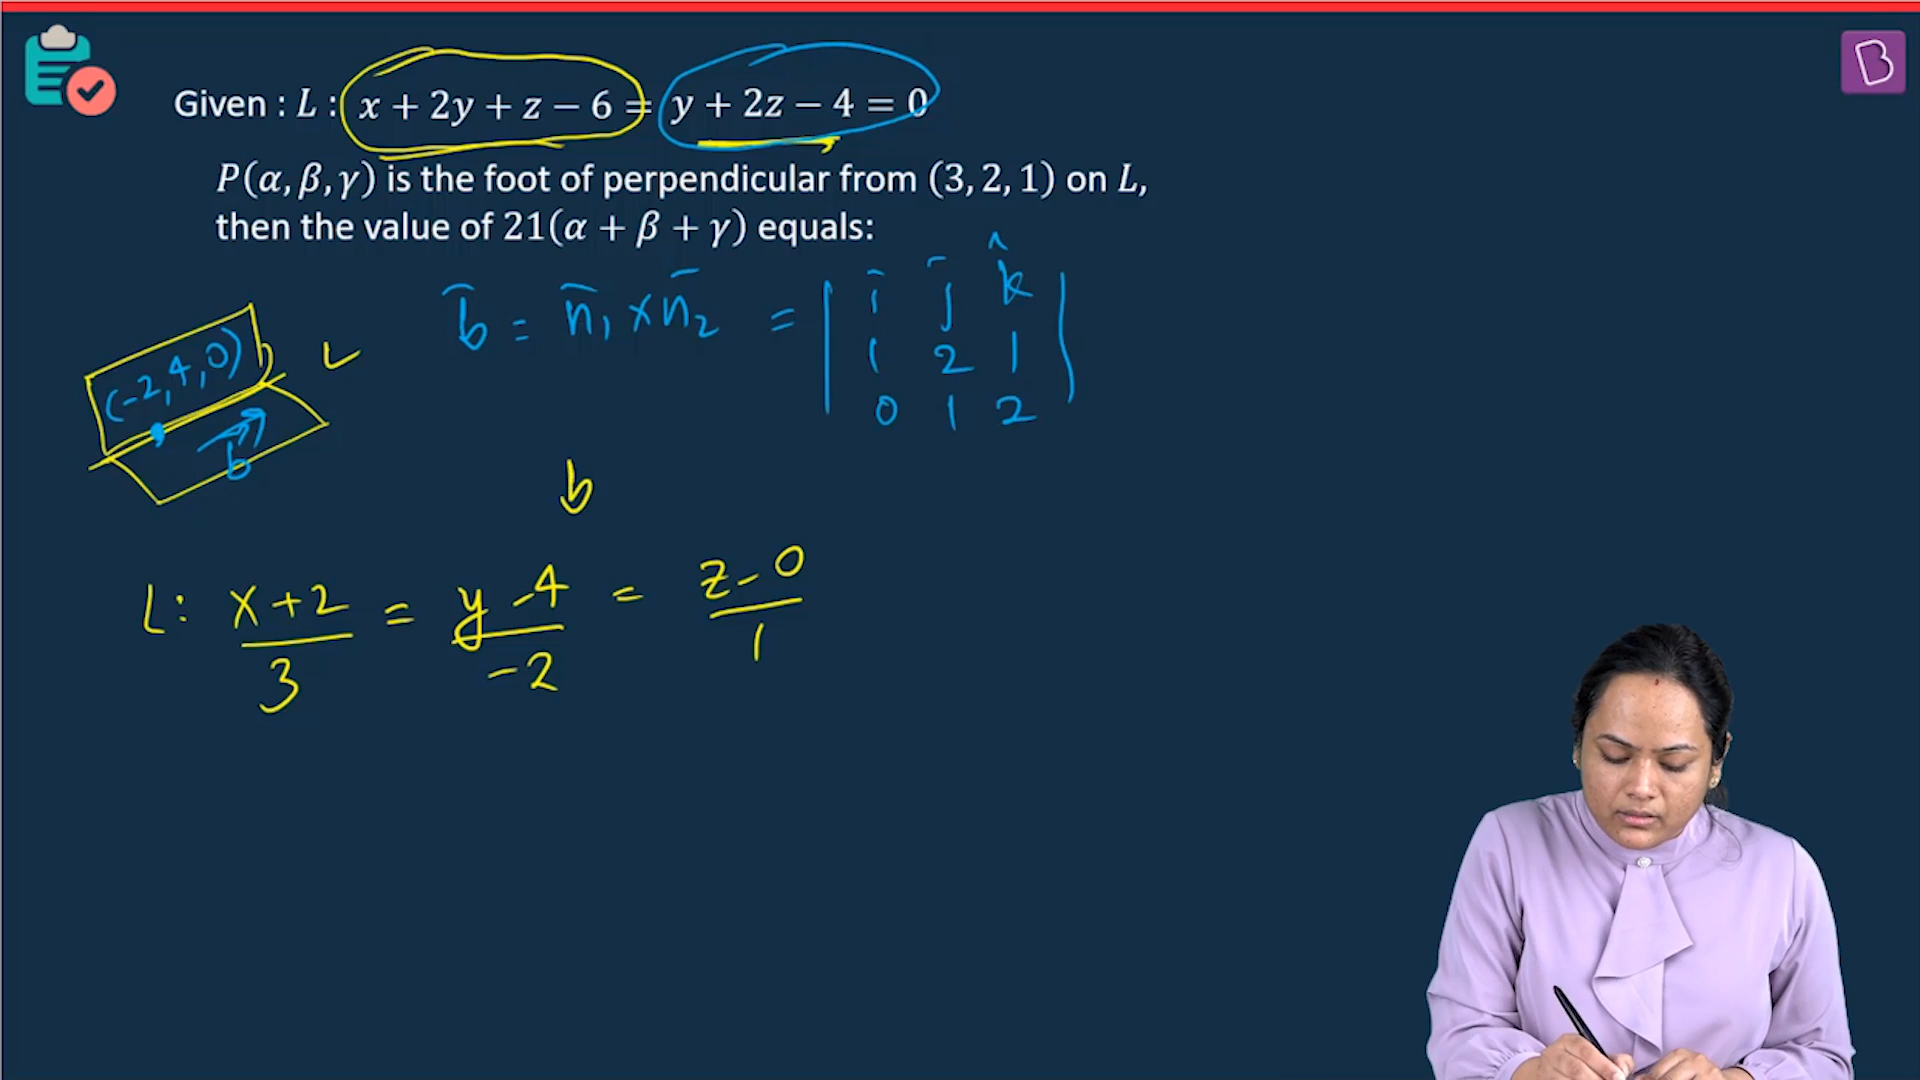 Given : L : x + 2y + z − 6 = y + 2z − 4 = 0
P(α, β, γ) is the foot of perpendicular from (3, 2, 1) on L,
then the value of 21(α + β + γ) equals:
b̄ = n̄₁ × n̄₂ = | î ĵ k̂ |
| 1 2 1 |
| 0 1 2 |
(-2, 4, 0) L
b
b
L: (x+2)/3 = (y-4)/-2 = (z-0)/1
B